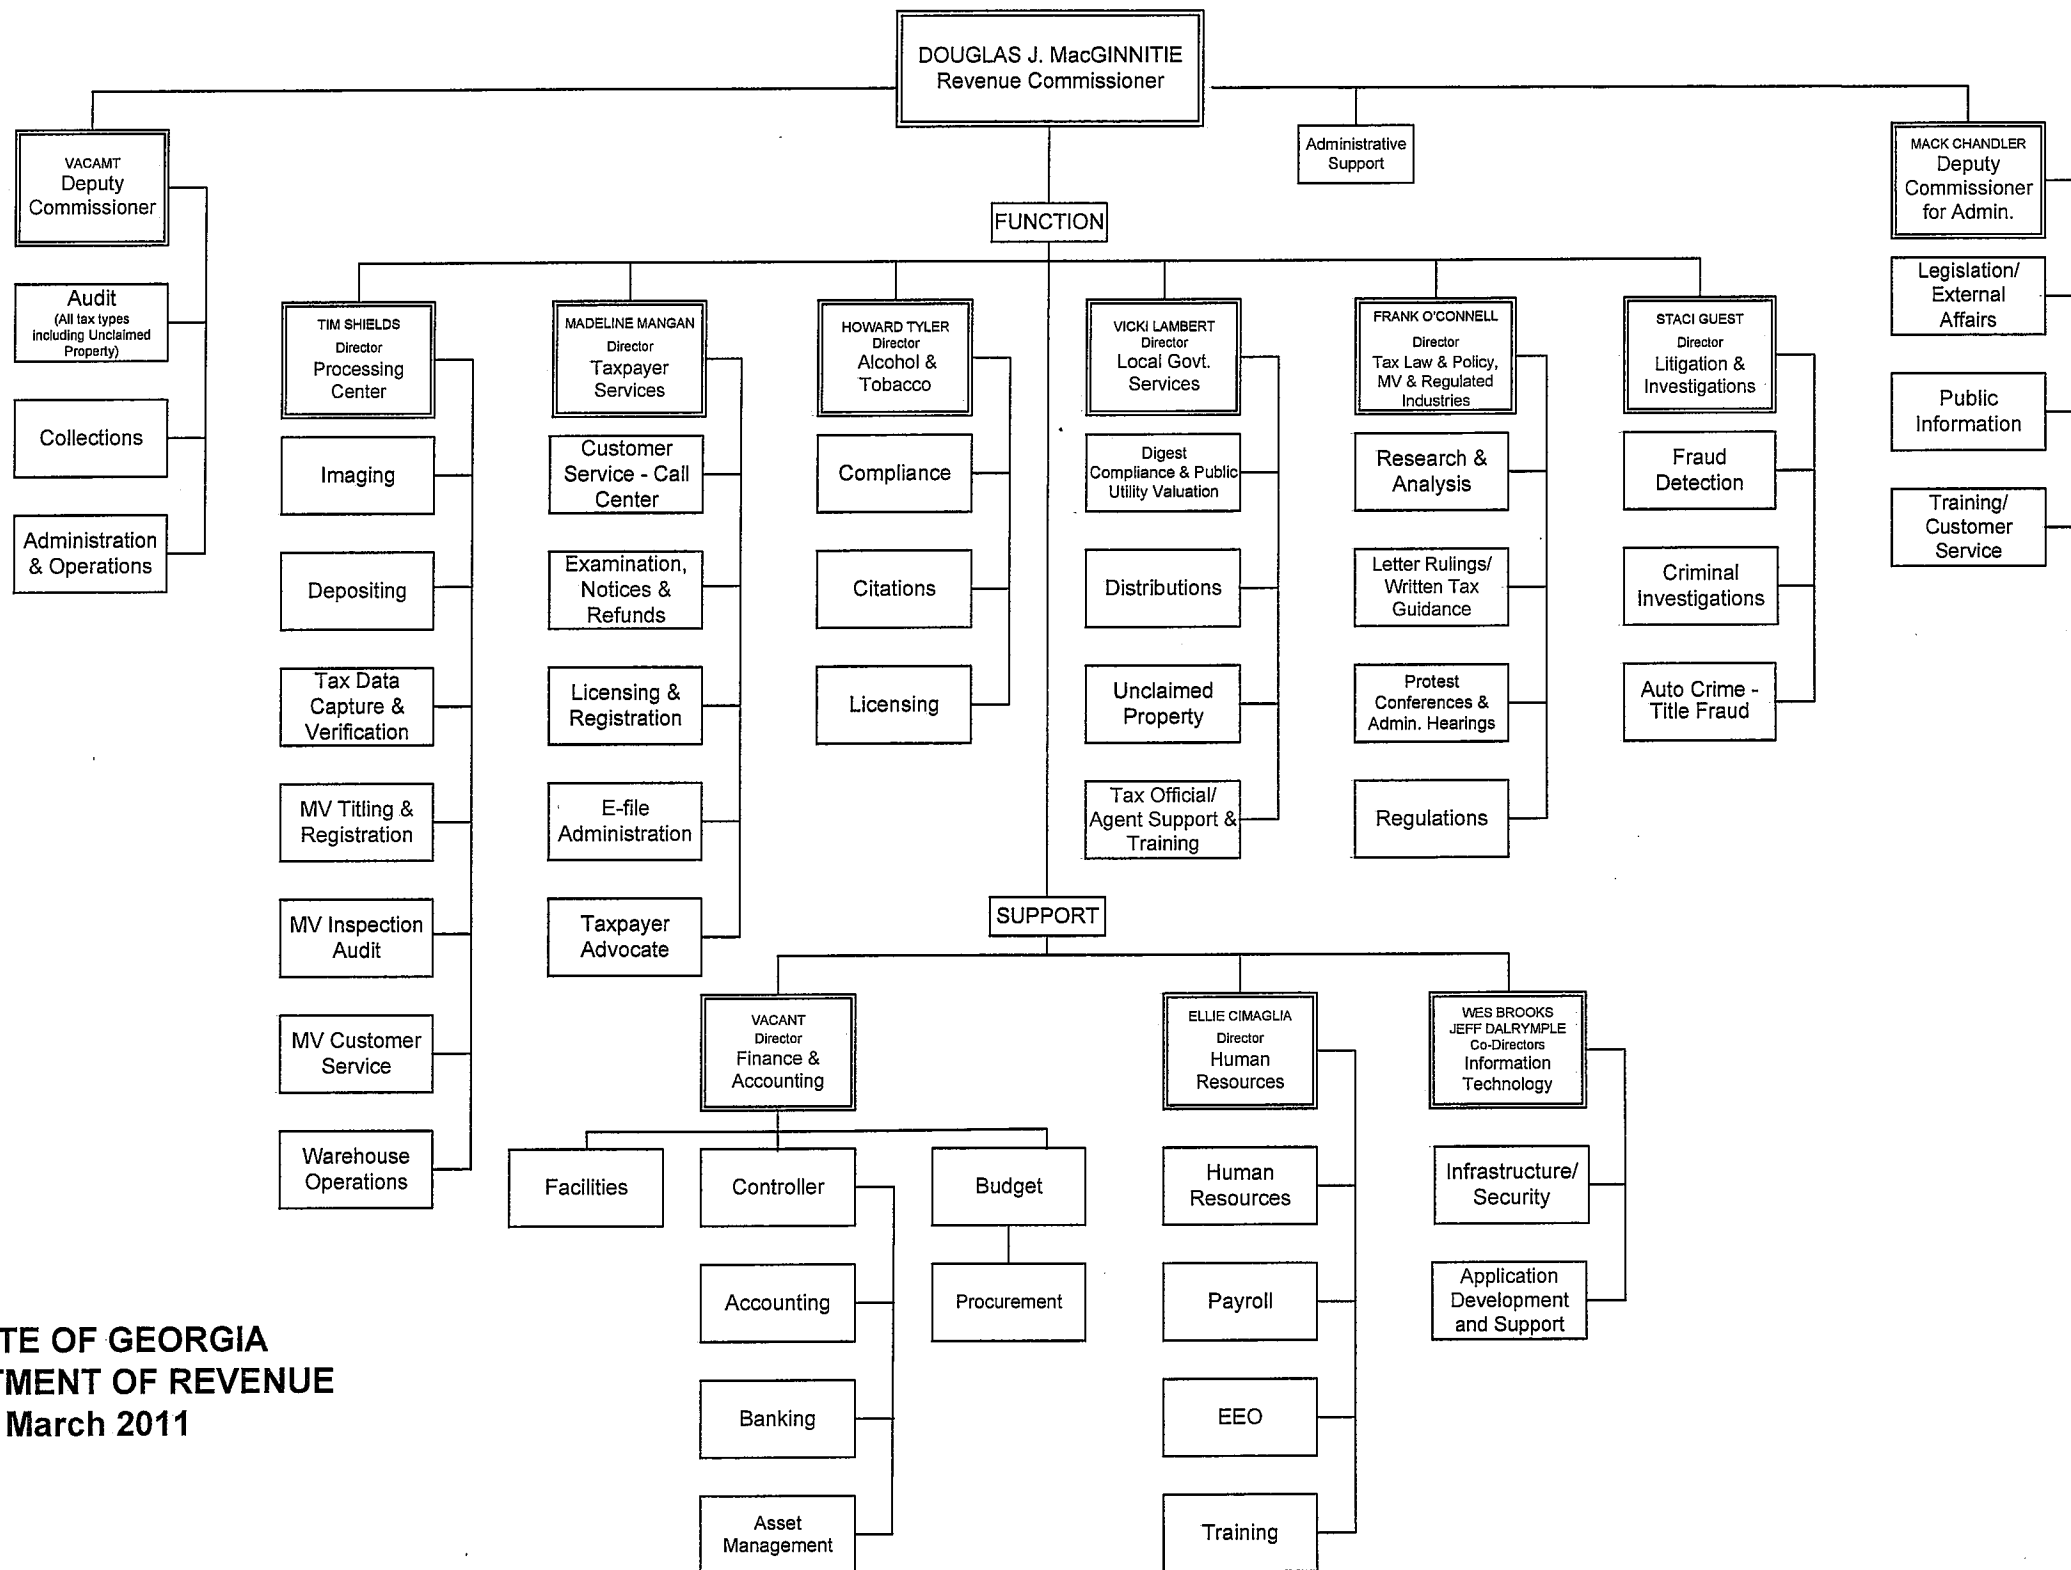 DOUGLAS J. MacGINNITIE
Revenue Commissioner
Administrative
Support
VACAMT
Deputy
Commissioner
Audit
(All tax types
including Unclaimed
Property)
Collections
Administration
& Operations
MACK CHANDLER
Deputy
Commissioner
for Admin.
Legislation/
External
Affairs
Public
Information
Training/
Customer
Service
FUNCTION
TIM SHIELDS
Director
Processing
Center
Imaging
Depositing
Tax Data
Capture &
Verification
MV Titling &
Registration
MV Inspection
Audit
MV Customer
Service
Warehouse
Operations
MADELINE MANGAN
Director
Taxpayer
Services
Customer
Service - Call
Center
Examination,
Notices &
Refunds
Licensing &
Registration
E-file
Administration
Taxpayer
Advocate
HOWARD TYLER
Director
Alcohol &
Tobacco
Compliance
Citations
Licensing
VICKI LAMBERT
Director
Local Govt.
Services
Digest
Compliance & Public
Utility Valuation
Distributions
Unclaimed
Property
Tax Official/
Agent Support &
Training
FRANK O'CONNELL
Director
Tax Law & Policy,
MV & Regulated
Industries
Research &
Analysis
Letter Rulings/
Written Tax
Guidance
Protest
Conferences &
Admin. Hearings
Regulations
STACI GUEST
Director
Litigation &
Investigations
Fraud
Detection
Criminal
Investigations
Auto Crime -
Title Fraud
SUPPORT
VACANT
Director
Finance &
Accounting
Facilities
Controller
Accounting
Banking
Asset
Management
Budget
Procurement
ELLIE CIMAGLIA
Director
Human
Resources
Human
Resources
Payroll
EEO
Training
WES BROOKS
JEFF DALRYMPLE
Co-Directors
Information
Technology
Infrastructure/
Security
Application
Development
and Support
TE OF GEORGIA
TMENT OF REVENUE
March 2011